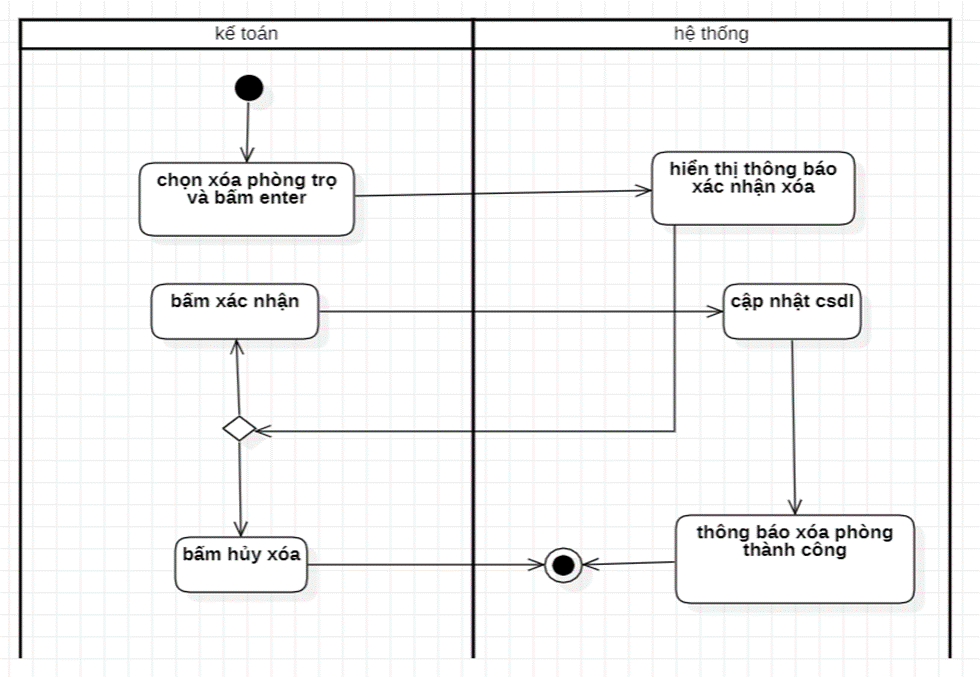 kế toán
hệ thống
chọn xóa phòng trọ
và bấm enter
hiển thị thông báo
xác nhận xóa
bấm xác nhận
cập nhật csdl
bấm hủy xóa
thông báo xóa phòng
thành công